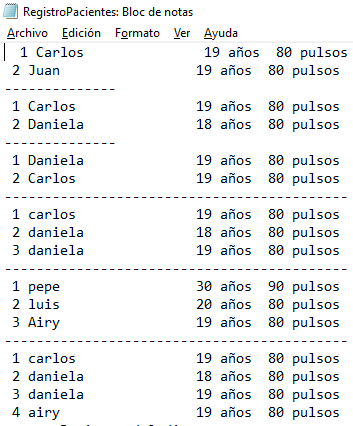 RegistroPacientes: Bloc de notas
Archivo Edición Formato Ver Ayuda
1 Carlos 19 años 80 pulsos
2 Juan 19 años 80 pulsos
--------------
1 Carlos 19 años 80 pulsos
2 Daniela 18 años 80 pulsos
--------------
1 Daniela 19 años 80 pulsos
2 Carlos 19 años 80 pulsos
-------------------------------------------
1 carlos 19 años 80 pulsos
2 daniela 18 años 80 pulsos
3 daniela 19 años 80 pulsos
-------------------------------------------
1 pepe 30 años 90 pulsos
2 luis 20 años 80 pulsos
3 Airy 19 años 80 pulsos
-------------------------------------------
1 carlos 19 años 80 pulsos
2 daniela 18 años 80 pulsos
3 daniela 19 años 80 pulsos
4 airy 19 años 80 pulsos